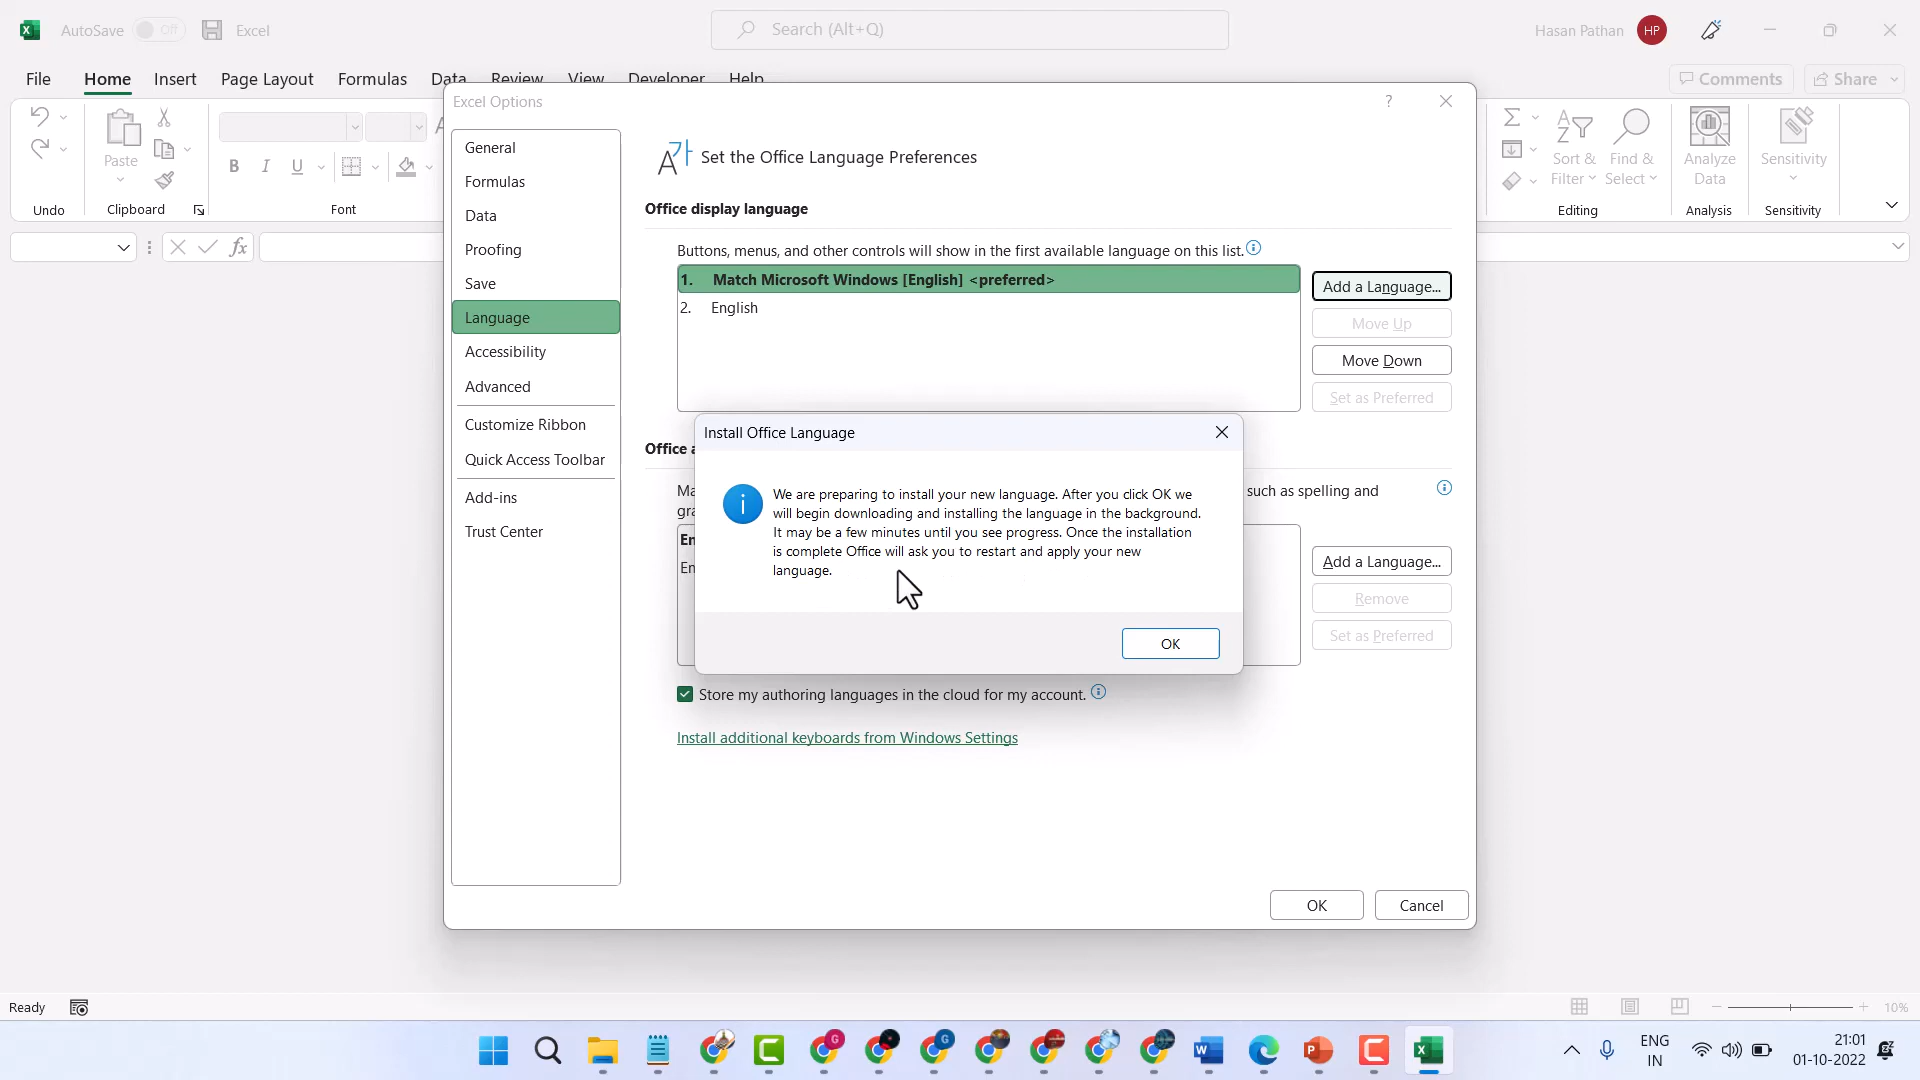 AutoSave Off Excel
Search (Alt+Q)
Hasan Pathan HP
File Home Insert Page Layout Formulas Data Review View Developer Help
Comments Share
Paste
B I U
Undo Clipboard Font
Sort & Filter
Find & Select
Analyze Data
Sensitivity
Editing Analysis Sensitivity
fx
Excel Options
?
General
Formulas
Data
Proofing
Save
Language
Accessibility
Advanced
Customize Ribbon
Quick Access Toolbar
Add-ins
Trust Center
Set the Office Language Preferences
Office display language
Buttons, menus, and other controls will show in the first available language on this list.
1. Match Microsoft Windows [English] <preferred>
2. English
Add a Language...
Move Up
Move Down
Set as Preferred
Office a
Ma
such as spelling and
gra
En
En
Install Office Language
We are preparing to install your new language. After you click OK we
will begin downloading and installing the language in the background.
It may be a few minutes until you see progress. Once the installation
is complete Office will ask you to restart and apply your new
language.
OK
Add a Language...
Remove
Set as Preferred
Store my authoring languages in the cloud for my account.
Install additional keyboards from Windows Settings
OK Cancel
Ready
10%
ENG
IN
21:01
01-10-2022